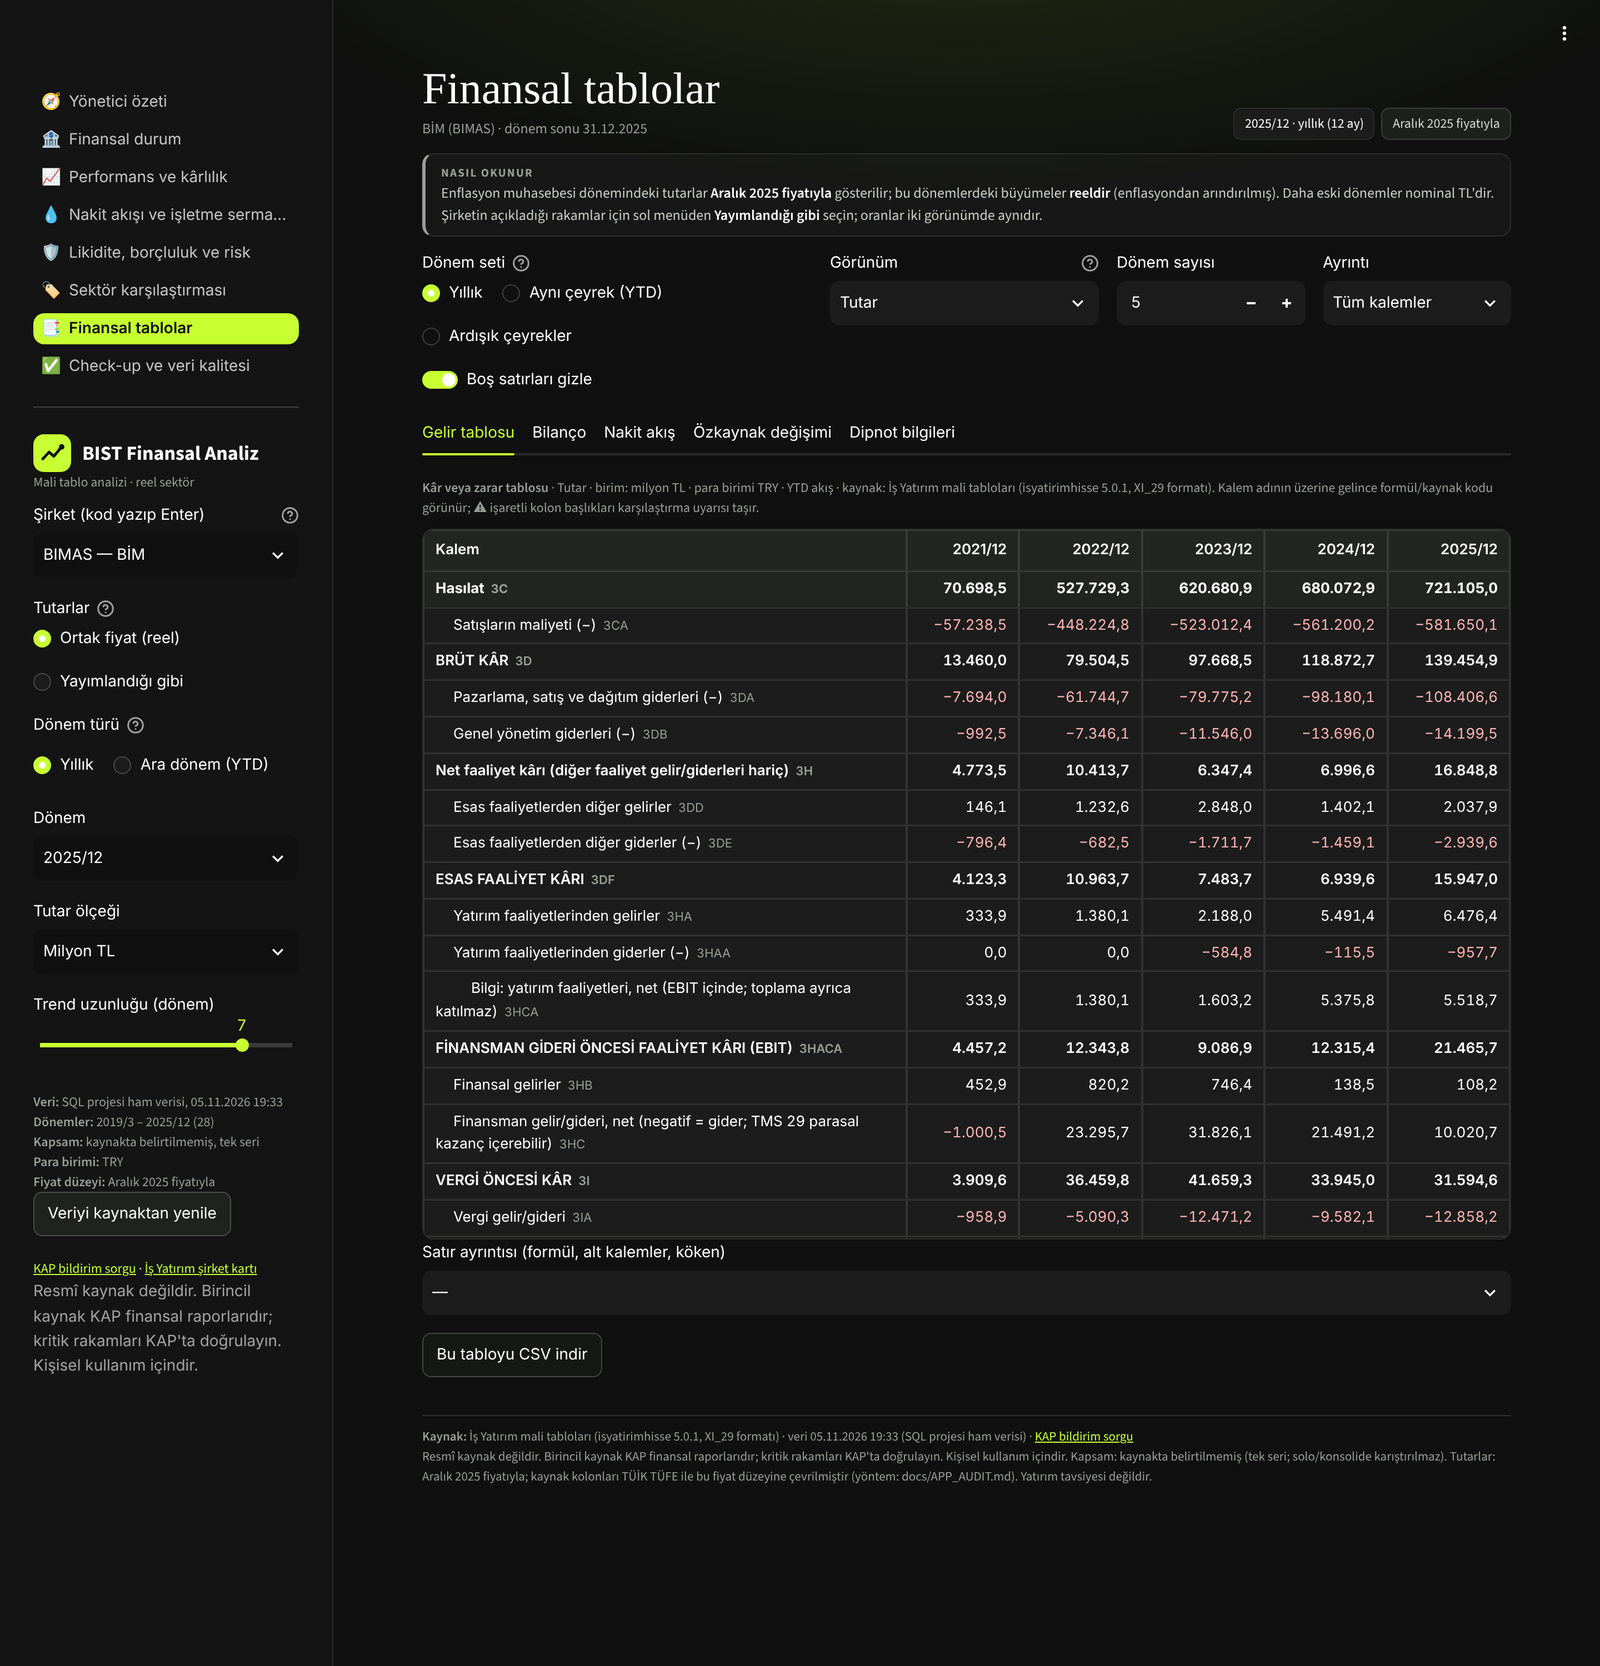 Yönetici özeti
Finansal durum
Performans ve kârlılık
Nakit akışı ve işletme serma...
Likidite, borçluluk ve risk
Sektör karşılaştırması
Finansal tablolar
Check-up ve veri kalitesi
BIST Finansal Analiz
Mali tablo analizi · reel sektör
Şirket (kod yazıp Enter)
BIMAS — BİM
Tutarlar
Ortak fiyat (reel)
Yayımlandığı gibi
Dönem türü
Yıllık Ara dönem (YTD)
Dönem
2025/12
Tutar ölçeği
Milyon TL
Trend uzunluğu (dönem)
7
Veri: SQL projesi ham verisi, 05.11.2026 19:33
Dönemler: 2019/3 – 2025/12 (28)
Kapsam: kaynakta belirtilmemiş, tek seri
Para birimi: TRY
Fiyat düzeyi: Aralık 2025 fiyatıyla
Veriyi kaynaktan yenile
KAP bildirim sorgu · İş Yatırım şirket kartı
Resmî kaynak değildir. Birincil
kaynak KAP finansal raporlarıdır;
kritik rakamları KAP'ta doğrulayın.
Kişisel kullanım içindir.
Finansal tablolar
BİM (BIMAS) · dönem sonu 31.12.2025
2025/12 · yıllık (12 ay) Aralık 2025 fiyatıyla
NASIL OKUNUR
Enflasyon muhasebesi dönemindeki tutarlar Aralık 2025 fiyatıyla gösterilir; bu dönemlerdeki büyümeler reeldir (enflasyondan arındırılmış). Daha eski dönemler nominal TL'dir.
Şirketin açıkladığı rakamlar için sol menüden Yayımlandığı gibi seçin; oranlar iki görünümde aynıdır.
Dönem seti Görünüm Dönem sayısı Ayrıntı
Yıllık Aynı çeyrek (YTD) Tutar 5 − + Tüm kalemler
Ardışık çeyrekler
Boş satırları gizle
Gelir tablosu Bilanço Nakit akış Özkaynak değişimi Dipnot bilgileri
Kâr veya zarar tablosu · Tutar · birim: milyon TL · para birimi TRY · YTD akış · kaynak: İş Yatırım mali tabloları (isyatirimhisse 5.0.1, XI_29 formatı). Kalem adının üzerine gelince formül/kaynak kodu
görünür; ⚠ işaretli kolon başlıkları karşılaştırma uyarısı taşır.
Kalem 2021/12 2022/12 2023/12 2024/12 2025/12
Hasılat 3C 70.698,5 527.729,3 620.680,9 680.072,9 721.105,0
Satışların maliyeti (−) 3CA −57.238,5 −448.224,8 −523.012,4 −561.200,2 −581.650,1
BRÜT KÂR 3D 13.460,0 79.504,5 97.668,5 118.872,7 139.454,9
Pazarlama, satış ve dağıtım giderleri (−) 3DA −7.694,0 −61.744,7 −79.775,2 −98.180,1 −108.406,6
Genel yönetim giderleri (−) 3DB −992,5 −7.346,1 −11.546,0 −13.696,0 −14.199,5
Net faaliyet kârı (diğer faaliyet gelir/giderleri hariç) 3H 4.773,5 10.413,7 6.347,4 6.996,6 16.848,8
Esas faaliyetlerden diğer gelirler 3DD 146,1 1.232,6 2.848,0 1.402,1 2.037,9
Esas faaliyetlerden diğer giderler (−) 3DE −796,4 −682,5 −1.711,7 −1.459,1 −2.939,6
ESAS FAALİYET KÂRI 3DF 4.123,3 10.963,7 7.483,7 6.939,6 15.947,0
Yatırım faaliyetlerinden gelirler 3HA 333,9 1.380,1 2.188,0 5.491,4 6.476,4
Yatırım faaliyetlerinden giderler (−) 3HAA 0,0 0,0 −584,8 −115,5 −957,7
Bilgi: yatırım faaliyetleri, net (EBIT içinde; toplama ayrıca
katılmaz) 3HCA 333,9 1.380,1 1.603,2 5.375,8 5.518,7
FİNANSMAN GİDERİ ÖNCESİ FAALİYET KÂRI (EBIT) 3HACA 4.457,2 12.343,8 9.086,9 12.315,4 21.465,7
Finansal gelirler 3HB 452,9 820,2 746,4 138,5 108,2
Finansman gelir/gideri, net (negatif = gider; TMS 29 parasal
kazanç içerebilir) 3HC −1.000,5 23.295,7 31.826,1 21.491,2 10.020,7
VERGİ ÖNCESİ KÂR 3I 3.909,6 36.459,8 41.659,3 33.945,0 31.594,6
Vergi gelir/gideri 3IA −958,9 −5.090,3 −12.471,2 −9.582,1 −12.858,2
Satır ayrıntısı (formül, alt kalemler, köken)
—
Bu tabloyu CSV indir
Kaynak: İş Yatırım mali tabloları (isyatirimhisse 5.0.1, XI_29 formatı) · veri 05.11.2026 19:33 (SQL projesi ham verisi) · KAP bildirim sorgu
Resmî kaynak değildir. Birincil kaynak KAP finansal raporlarıdır; kritik rakamları KAP'ta doğrulayın. Kişisel kullanım içindir. Kapsam: kaynakta belirtilmemiş (tek seri; solo/konsolide karıştırılmaz). Tutarlar:
Aralık 2025 fiyatıyla; kaynak kolonları TÜİK TÜFE ile bu fiyat düzeyine çevrilmiştir (yöntem: docs/APP_AUDIT.md). Yatırım tavsiyesi değildir.